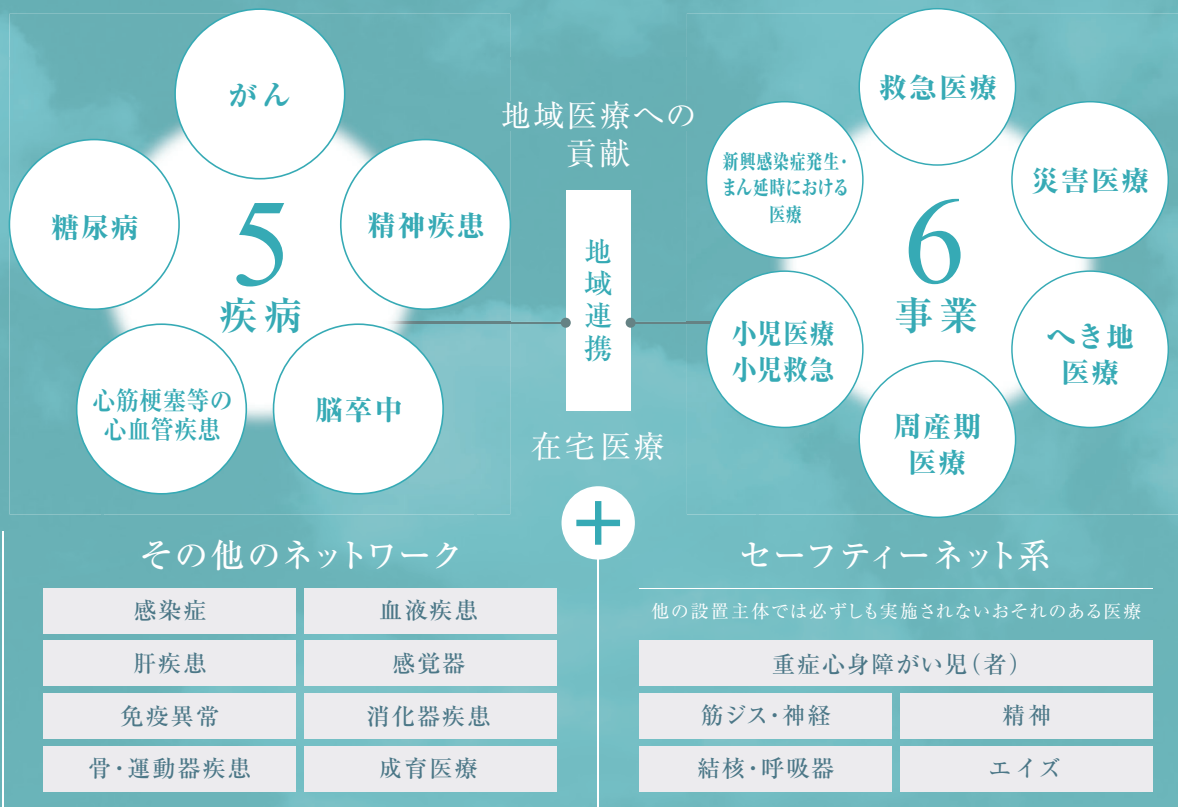 がん
糖尿病
精神疾患
5
疾病
心筋梗塞等の
心血管疾患
脳卒中
地域医療への
貢献
地域連携
在宅医療
救急医療
新興感染症発生・
まん延時における
医療
災害医療
6
事業
小児医療
小児救急
へき地
医療
周産期
医療
+
その他のネットワーク
感染症
血液疾患
肝疾患
感覚器
免疫異常
消化器疾患
骨・運動器疾患
成育医療
セーフティーネット系
他の設置主体では必ずしも実施されないおそれのある医療
重症心身障がい児(者)
筋ジス・神経
精神
結核・呼吸器
エイズ